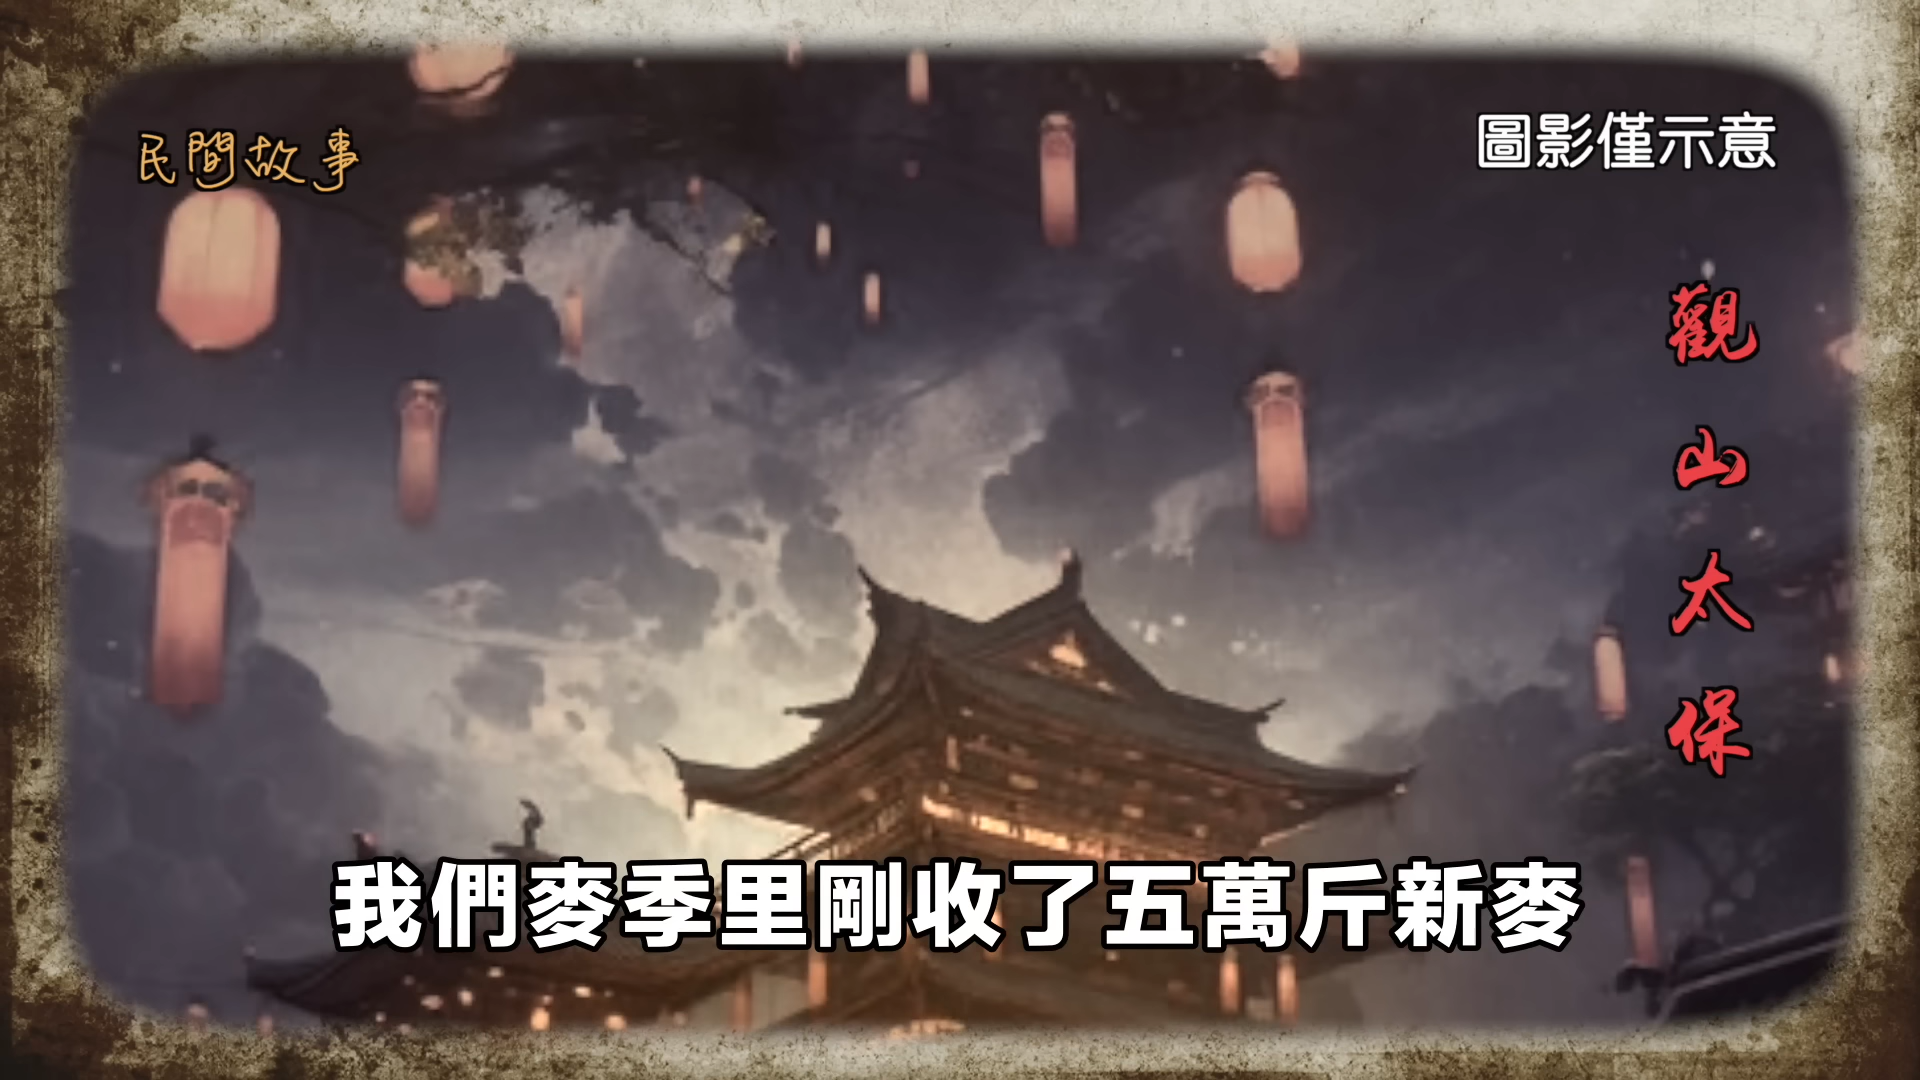 民間故事
圖影僅示意
觀山太保
我們麥季里剛收了五萬斤新麥